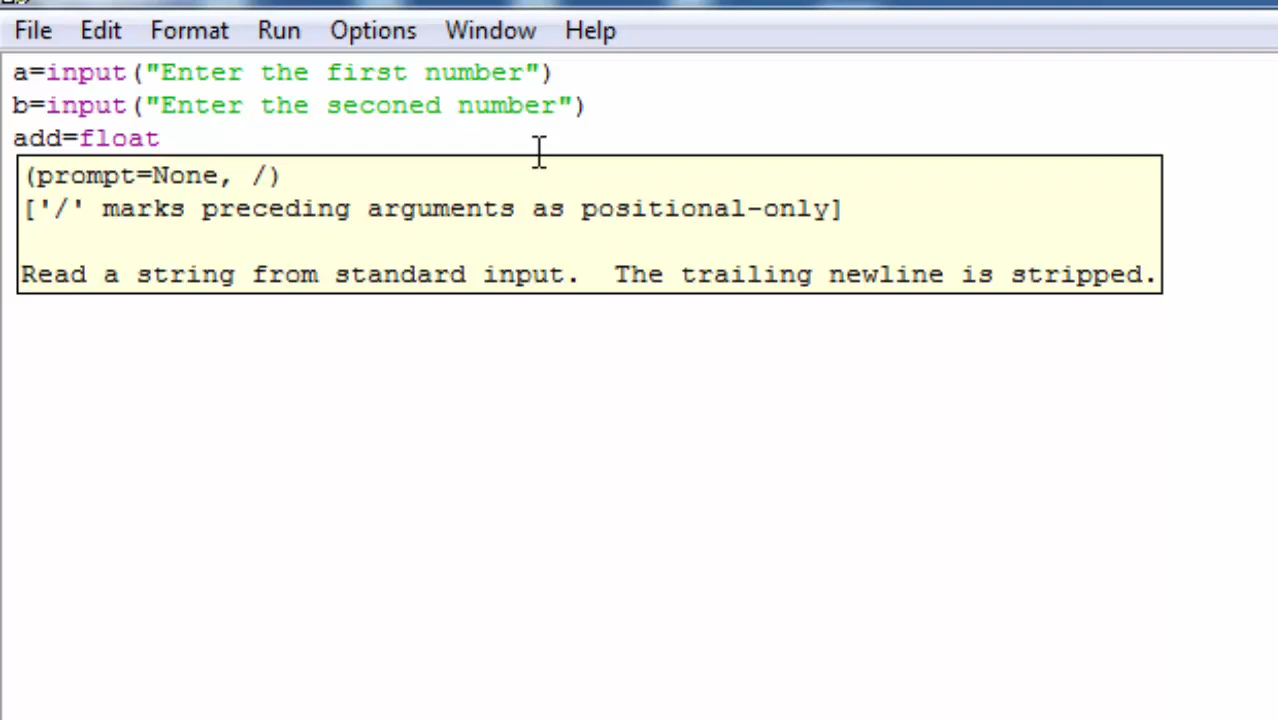 File Edit Format Run Options Window Help
a=input("Enter the first number")
b=input("Enter the seconed number")
add=float
(prompt=None, /)
['/' marks preceding arguments as positional-only]
Read a string from standard input.  The trailing newline is stripped.